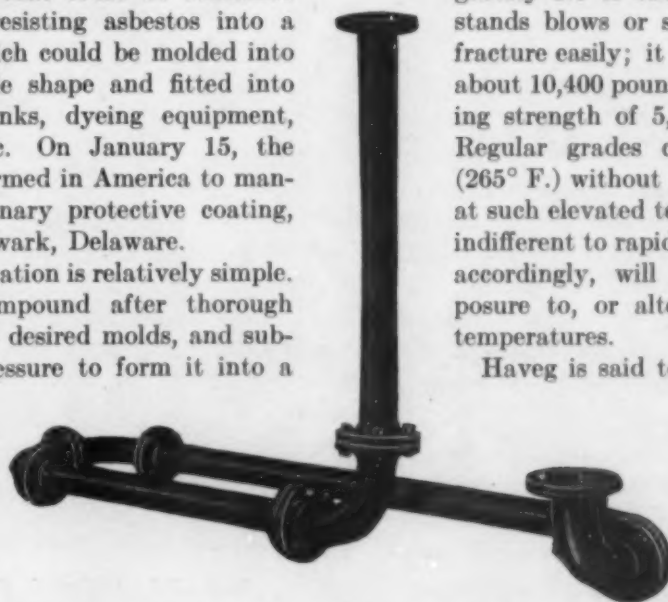 resisting asbestos into a
ch could be molded into
e shape and fitted into
nks, dyeing equipment,
c. On January 15, the
rmed in America to man-
nary protective coating,
wark, Delaware.
ation is relatively simple.
mpound after thorough
desired molds, and sub-
essure to form it into a
stands blows or s
fracture easily; it
about 10,400 poun
ing strength of 5,
Regular grades o
(265° F.) without
at such elevated te
indifferent to rapid
accordingly, will
posure to, or alte
temperatures.
Haveg is said to